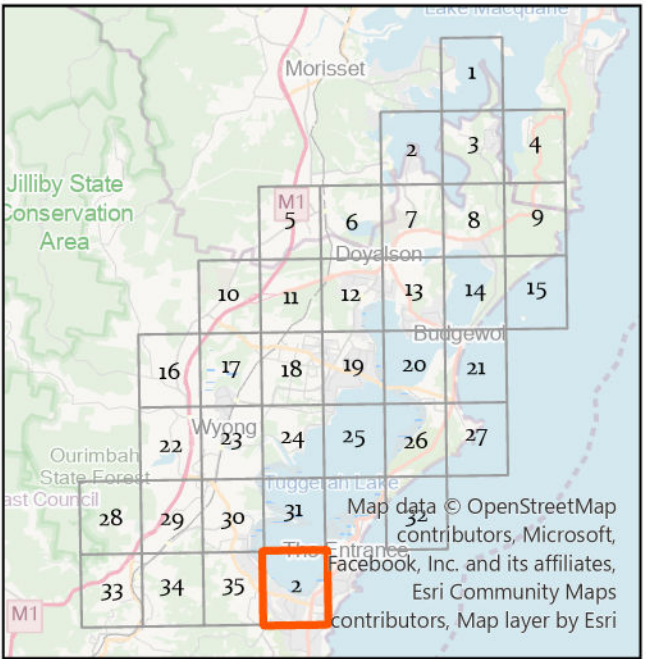 Lake Macquarie
Morisset
1
2
3
4
Jilliby State
Conservation
Area
M1
5
6
7
8
9
Doyalson
10
11
12
13
14
15
Budgewoi
16
17
18
19
20
21
Wyong
22
23
24
25
26
27
Ourimbah
State Forest
ast Council
Tuggerah Lake
28
29
30
31
32
Map data © OpenStreetMap
contributors, Microsoft,
The Entrance
Facebook, Inc. and its affiliates,
33
34
35
2
Esri Community Maps
M1
contributors, Map layer by Esri